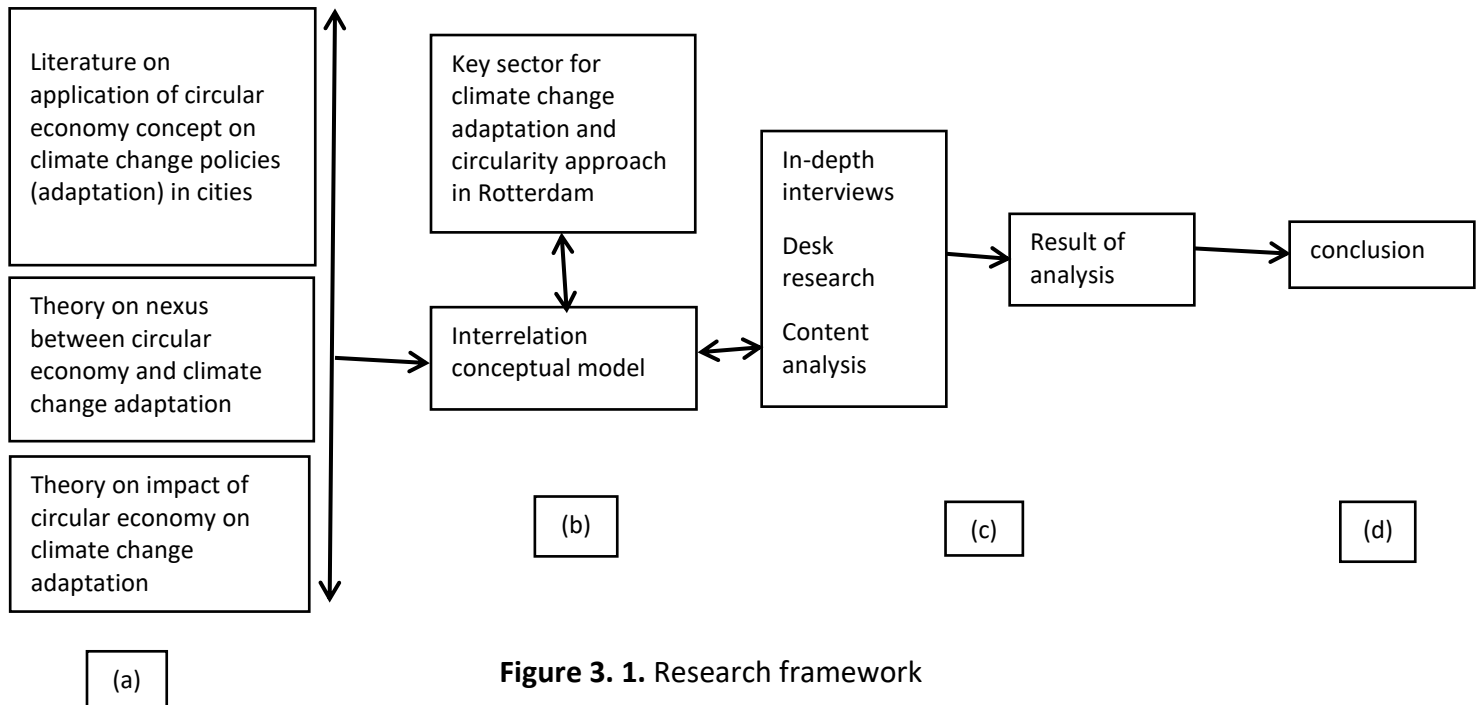 Literature on
application of circular
economy concept on
climate change policies
(adaptation) in cities
Theory on nexus
between circular
economy and climate
change adaptation
Theory on impact of
circular economy on
climate change
adaptation
(a)
Key sector for
climate change
adaptation and
circularity approach
in Rotterdam
Interrelation
conceptual model
(b)
In-depth
interviews
Desk
research
Content
analysis
Result of
analysis
(c)
conclusion
(d)
Figure 3. 1. Research framework